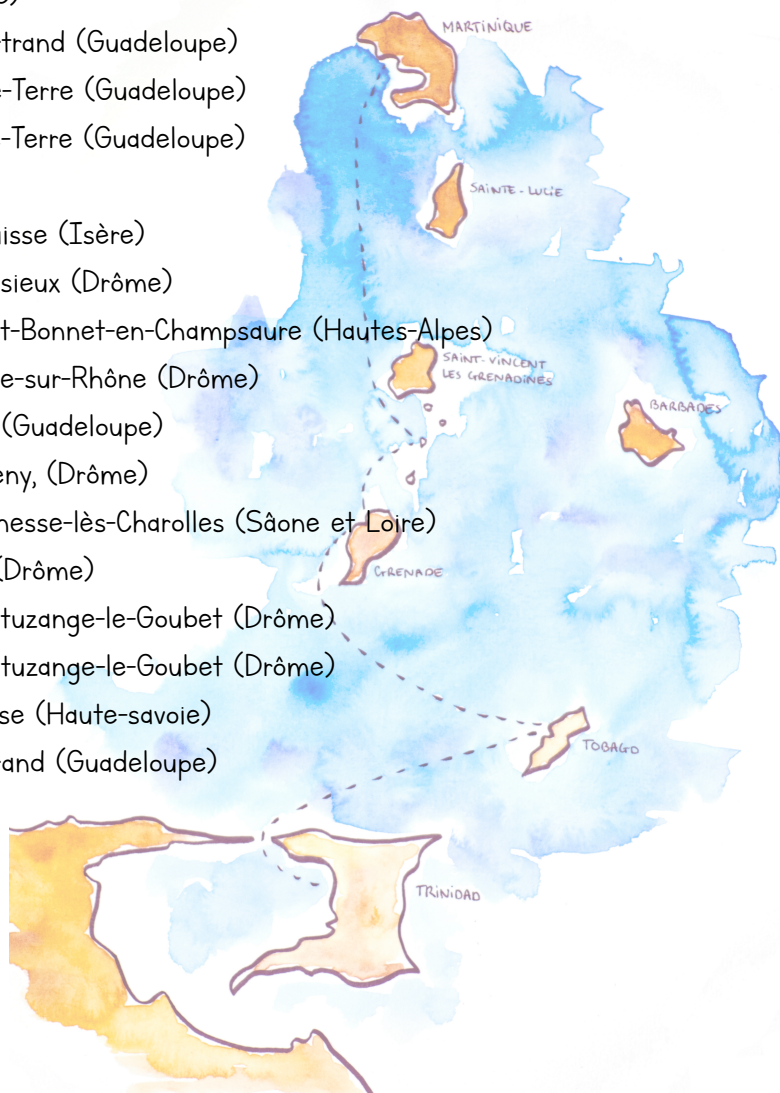 trand (Guadeloupe)
-Terre (Guadeloupe)
-Terre (Guadeloupe)
isse (Isère)
sieux (Drôme)
t-Bonnet-en-Champsaure (Hautes-Alpes)
e-sur-Rhône (Drôme)
(Guadeloupe)
eny, (Drôme)
nesse-lès-Charolles (Sâone et Loire)
(Drôme)
tuzange-le-Goubet (Drôme)
tuzange-le-Goubet (Drôme)
se (Haute-savoie)
and (Guadeloupe)
MARTINIQUE
SAINTE-LUCIE
SAINT-VINCENT
LES GRENADINES
BARBADES
GRENADE
TOBAGO
TRINIDAD